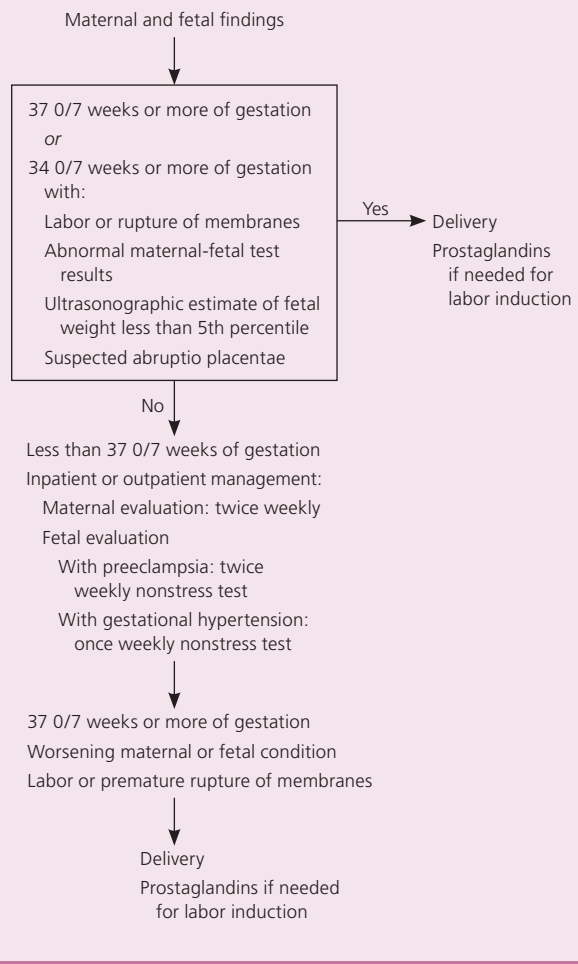 Maternal and fetal findings
37 0/7 weeks or more of gestation
or
34 0/7 weeks or more of gestation
with:
Labor or rupture of membranes
Abnormal maternal-fetal test
results
Ultrasonographic estimate of fetal
weight less than 5th percentile
Suspected abruptio placentae
Yes
Delivery
Prostaglandins
if needed for
labor induction
No
Less than 37 0/7 weeks of gestation
Inpatient or outpatient management:
Maternal evaluation: twice weekly
Fetal evaluation
With preeclampsia: twice
weekly nonstress test
With gestational hypertension:
once weekly nonstress test
37 0/7 weeks or more of gestation
Worsening maternal or fetal condition
Labor or premature rupture of membranes
Delivery
Prostaglandins if needed
for labor induction